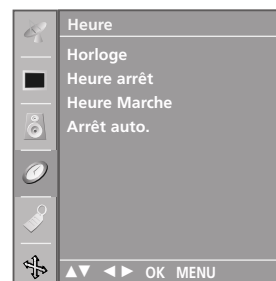 Heure
Horloge
Heure arrêt
Heure Marche
Arrêt auto.
▲▼ ◄► OK MENU